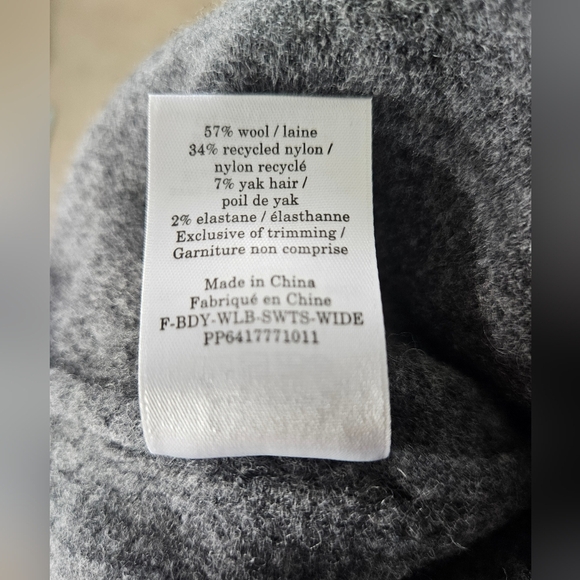 57% wool / laine
34% recycled nylon /
nylon recyclé
7% yak hair /
poil de yak
2% elastane / élasthanne
Exclusive of trimming /
Garniture non comprise
Made in China
Fabriqué en Chine
F-BDY-WLB-SWTS-WIDE
PP6417771011